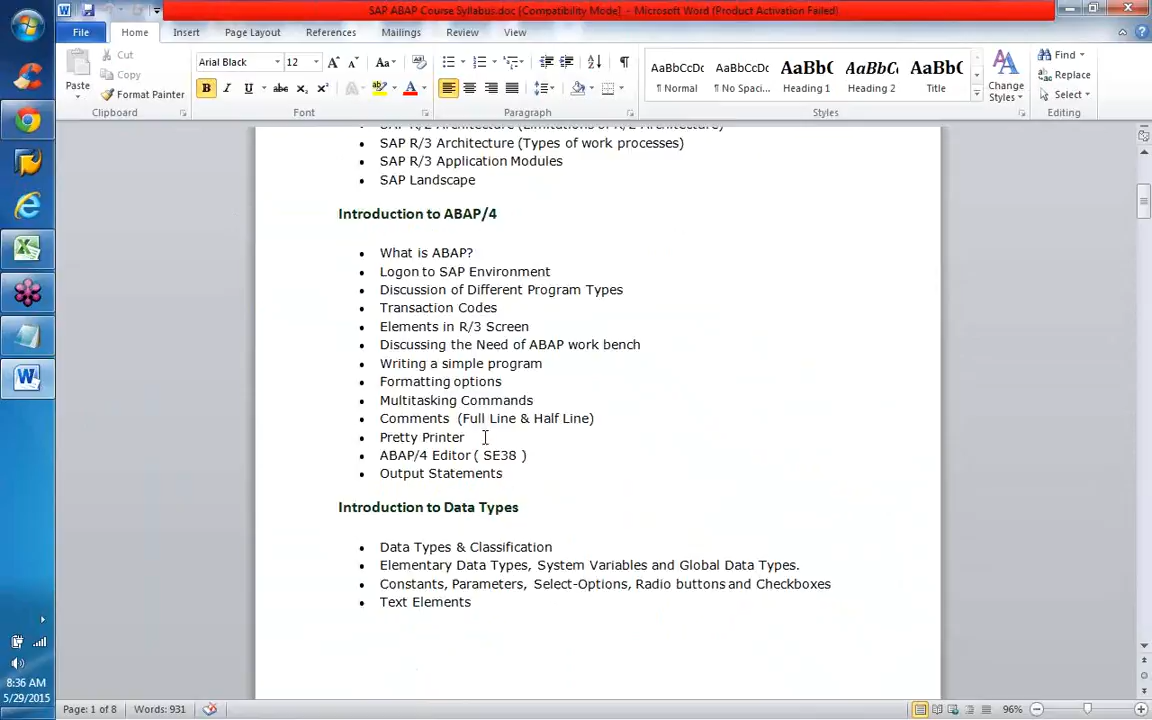 SAP ABAP Course Syllabus.doc [Compatibility Mode] - Microsoft Word (Product Activation Failed)
File Home Insert Page Layout References Mailings Review View
Cut
Copy
Format Painter
Paste
Clipboard
Arial Black 12
Font
Paragraph
AaBbCcDc AaBbCcDc AaBbC AaBbCc AaBbC
¶ Normal ¶ No Spaci... Heading 1 Heading 2 Title
Change Styles
Styles
Find
Replace
Select
Editing
SAP R/2 Architecture (Limitations of R/2 Architecture)
• SAP R/3 Architecture (Types of work processes)
• SAP R/3 Application Modules
• SAP Landscape
Introduction to ABAP/4
• What is ABAP?
• Logon to SAP Environment
• Discussion of Different Program Types
• Transaction Codes
• Elements in R/3 Screen
• Discussing the Need of ABAP work bench
• Writing a simple program
• Formatting options
• Multitasking Commands
• Comments (Full Line & Half Line)
• Pretty Printer
• ABAP/4 Editor ( SE38 )
• Output Statements
Introduction to Data Types
• Data Types & Classification
• Elementary Data Types, System Variables and Global Data Types.
• Constants, Parameters, Select-Options, Radio buttons and Checkboxes
• Text Elements
8:36 AM
5/29/2015
Page: 1 of 8 Words: 931 96%